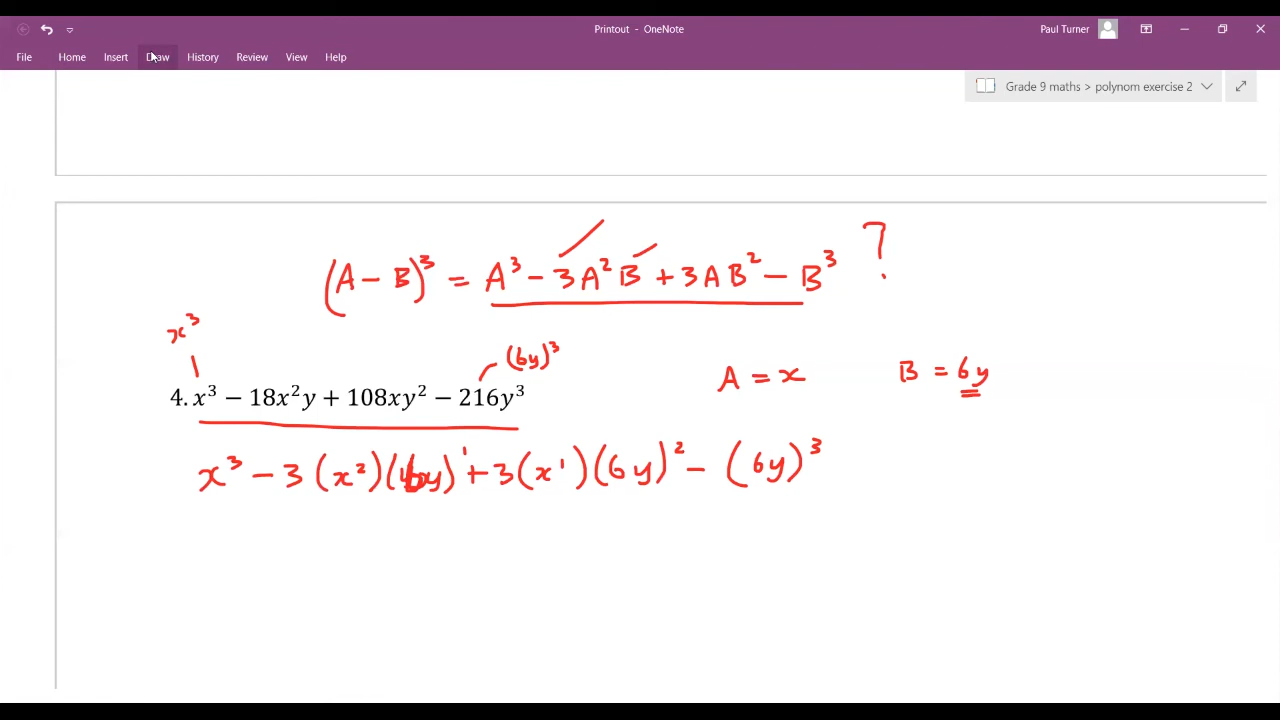 Printout - OneNote
Paul Turner
File Home Insert Draw History Review View Help
Grade 9 maths > polynom exercise 2
(A - B)³ = A³ - 3A²B + 3AB² - B³ ?
x³
(6y)³
A = x B = 6y
4. x³ − 18x²y + 108xy² − 216y³
x³ - 3(x²)(6y)¹ + 3(x¹)(6y)² - (6y)³